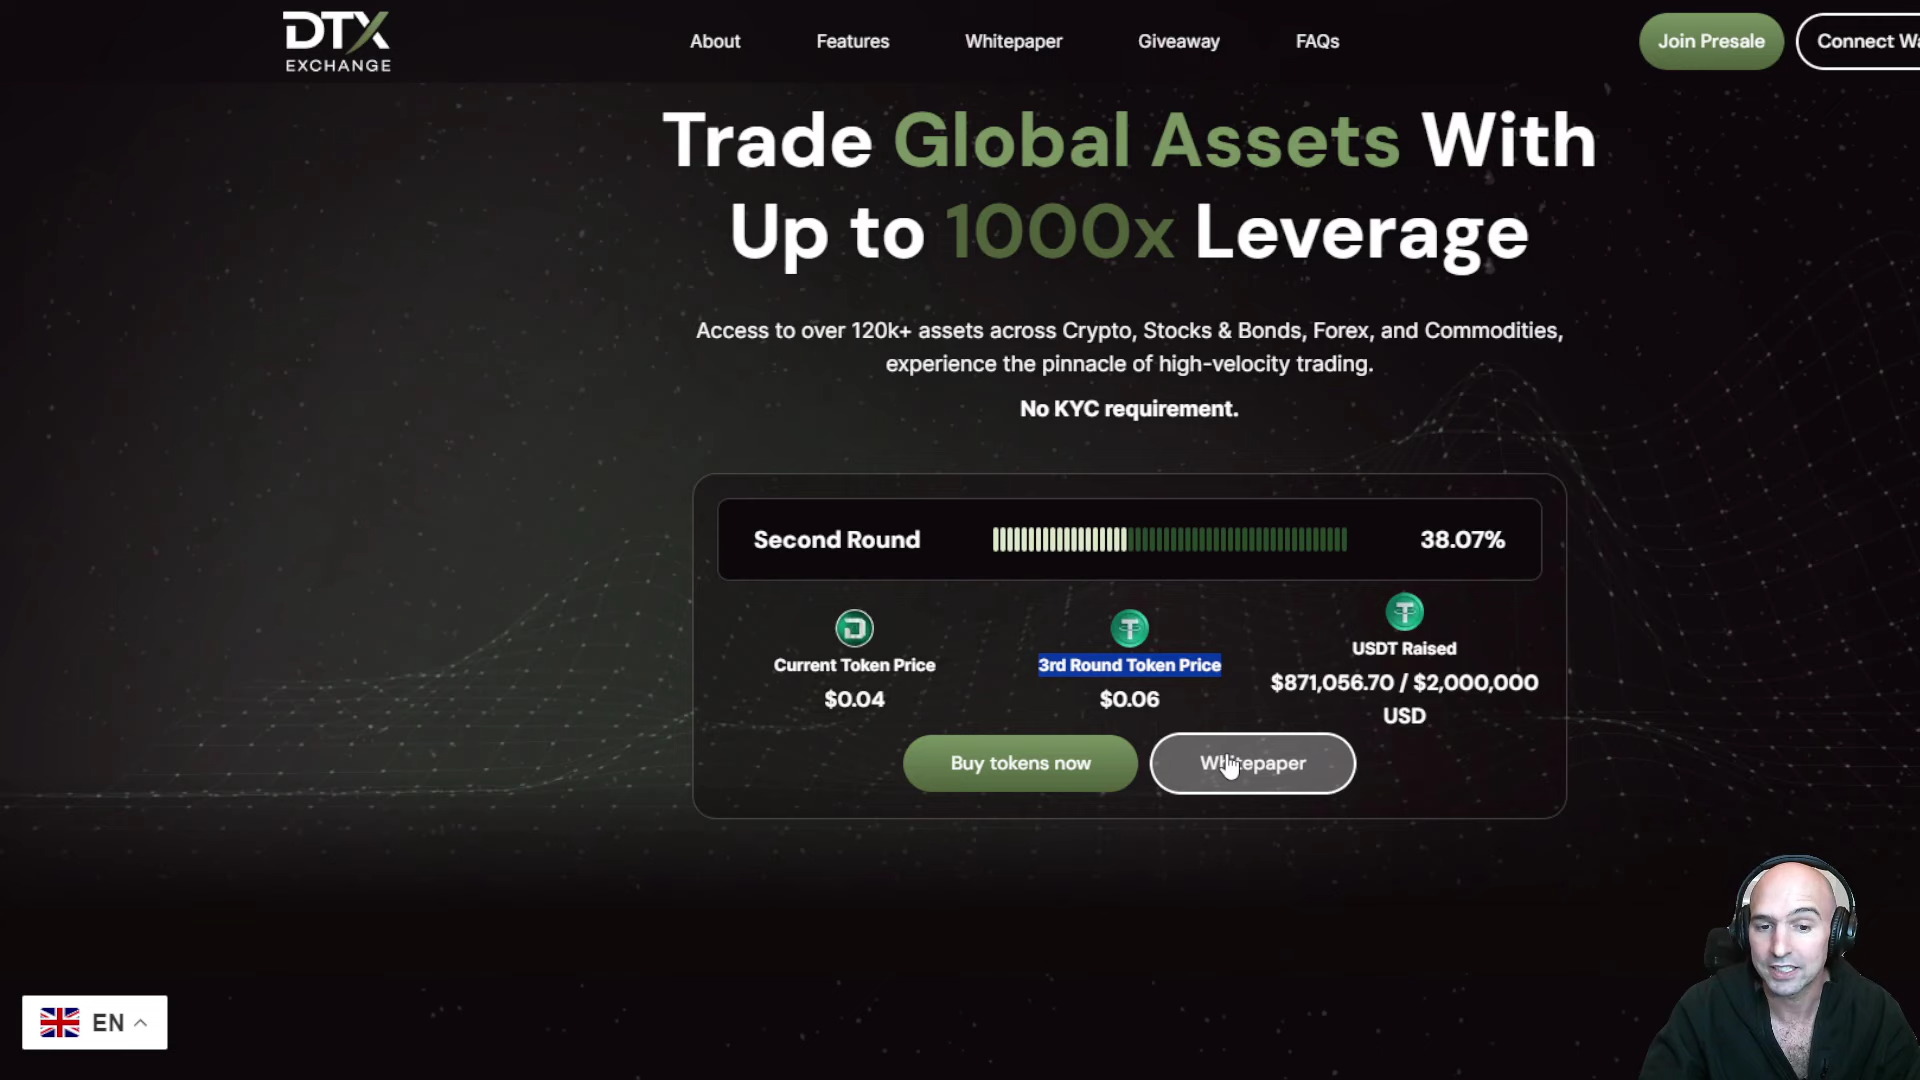 DTX
EXCHANGE
About
Features
Whitepaper
Giveaway
FAQs
Join Presale
Connect Wa
Trade Global Assets With
Up to 1000x Leverage
Access to over 120k+ assets across Crypto, Stocks & Bonds, Forex, and Commodities,
experience the pinnacle of high-velocity trading.
No KYC requirement.
Second Round
38.07%
Current Token Price
$0.04
3rd Round Token Price
$0.06
USDT Raised
$871,056.70 / $2,000,000
USD
Buy tokens now
Whitepaper
EN